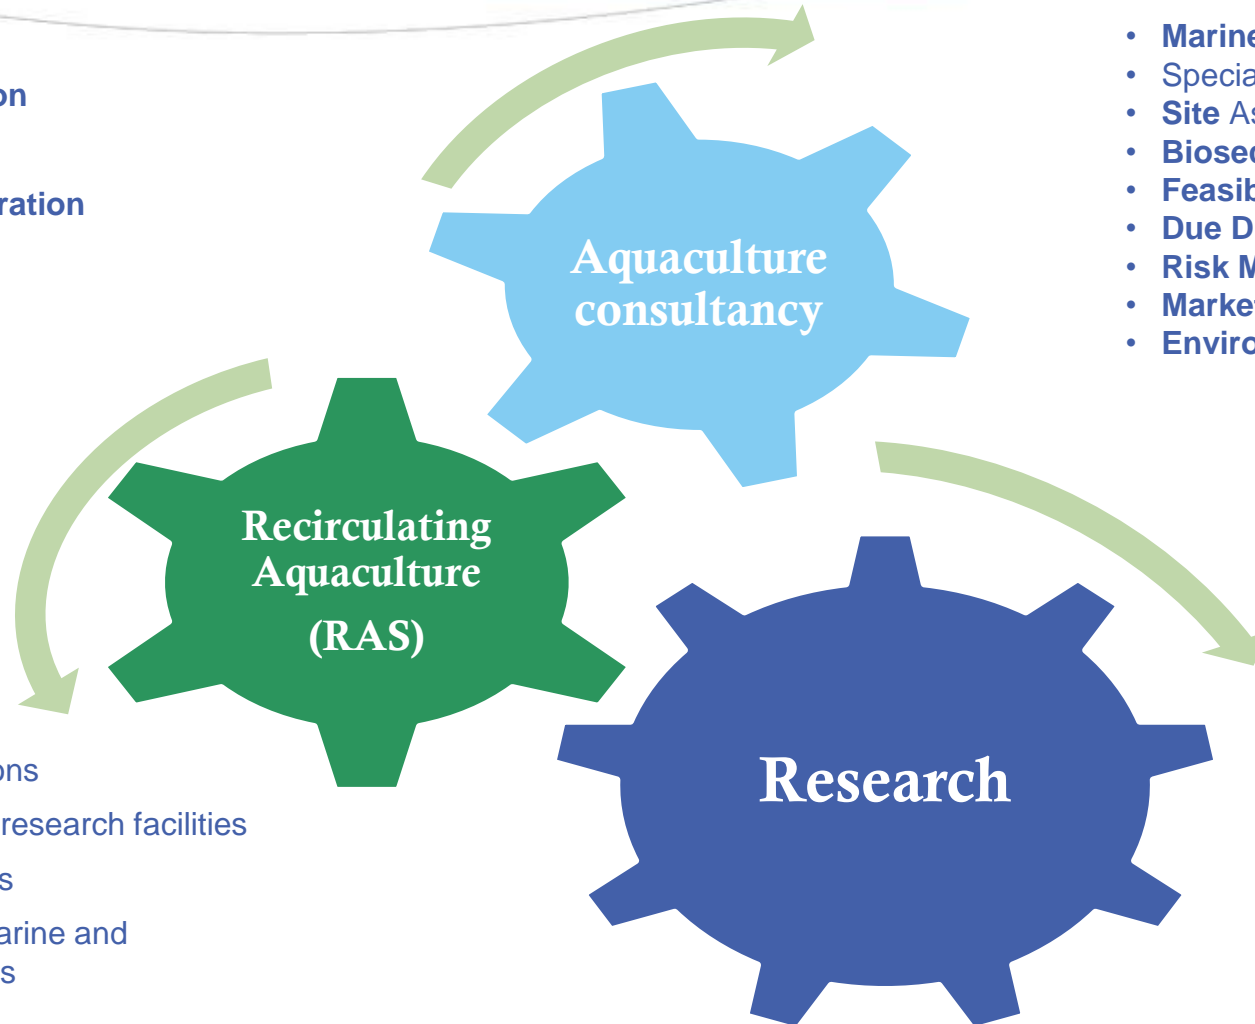 on
ration
• Marine
• Specia
• Site As
• Biosec
• Feasib
• Due D
• Risk M
• Market
• Enviro
Aquaculture
consultancy
Recirculating
Aquaculture
(RAS)
Research
ons
research facilities
s
arine and
s